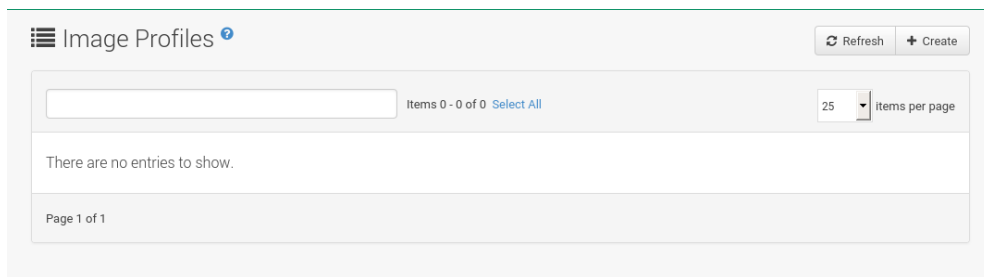 Image Profiles ?
Refresh
Create
Items 0 - 0 of 0 Select All
25 items per page
There are no entries to show.
Page 1 of 1